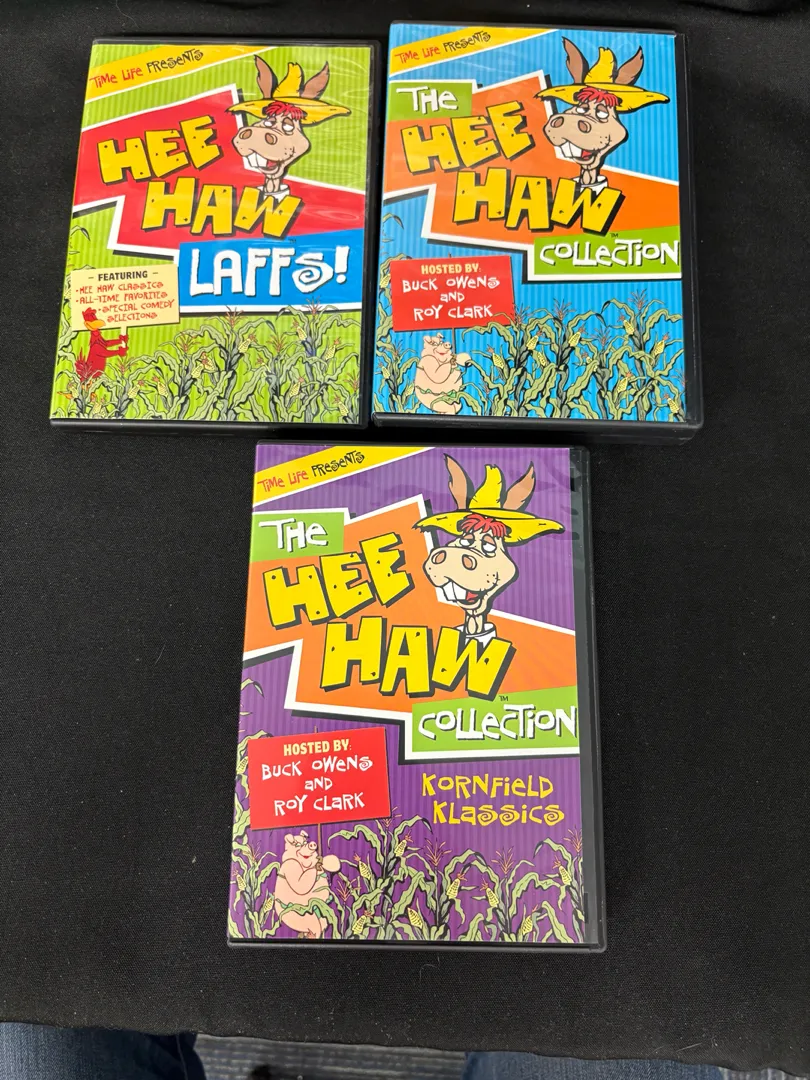 Time Life PRESENTS
HEE
HAW
LAFFS!
- FEATURING -
• HEE HAW CLASSICS
• ALL-TIME FAVORITES
• SPECIAL COMEDY
SELECTIONS
Time Life PRESENTS
THE
HEE
HAW™
COLLECTION
HOSTED BY:
BUCK OWENS
AND
ROY CLARK
Time Life PRESENTS
THE
HEE
HAW™
COLLECTION
HOSTED BY:
BUCK OWENS
AND
ROY CLARK
KORNFIELD
KLASSICS